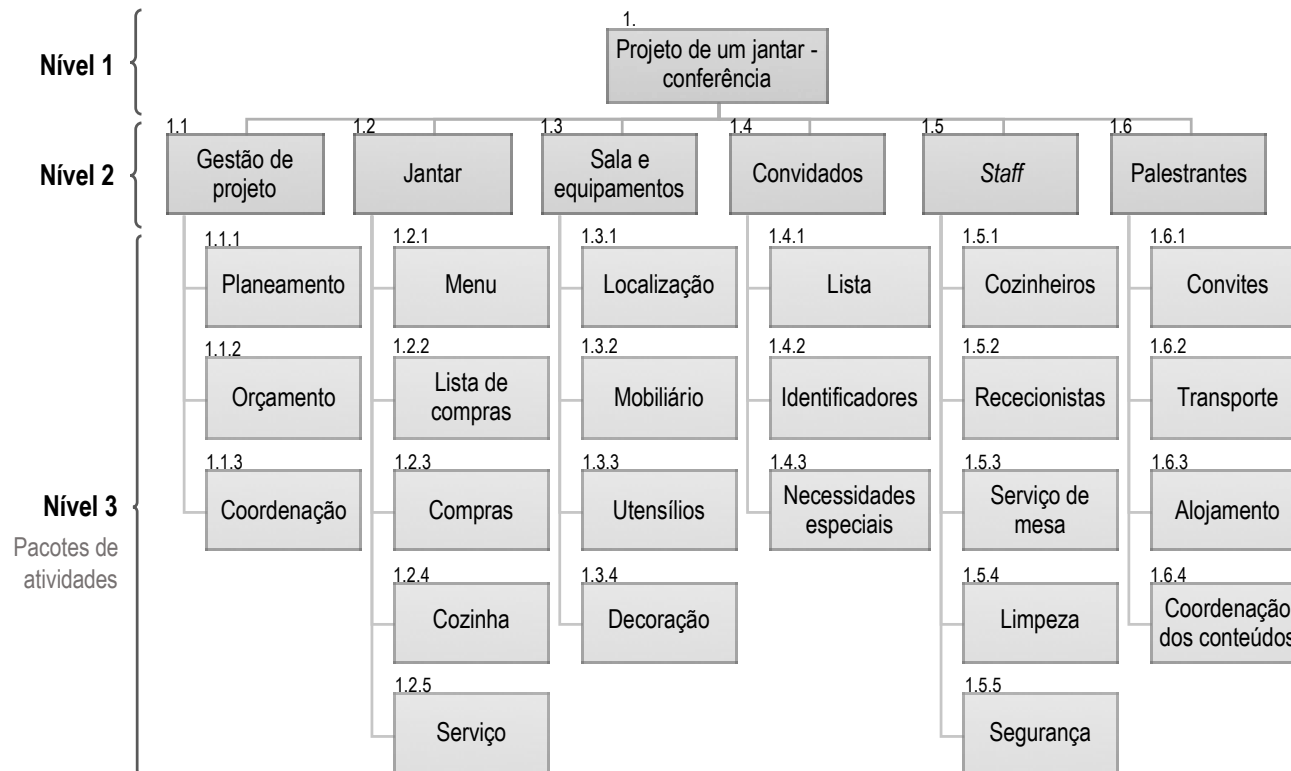 Nível 1
1.
Projeto de um jantar -
conferência
Nível 2
1.1
Gestão de
projeto
1.2
Jantar
1.3
Sala e
equipamentos
1.4
Convidados
1.5
Staff
1.6
Palestrantes
Nível 3
Pacotes de
atividades
1.1.1
Planeamento
1.1.2
Orçamento
1.1.3
Coordenação
1.2.1
Menu
1.2.2
Lista de
compras
1.2.3
Compras
1.2.4
Cozinha
1.2.5
Serviço
1.3.1
Localização
1.3.2
Mobiliário
1.3.3
Utensílios
1.3.4
Decoração
1.4.1
Lista
1.4.2
Identificadores
1.4.3
Necessidades
especiais
1.5.1
Cozinheiros
1.5.2
Rececionistas
1.5.3
Serviço de
mesa
1.5.4
Limpeza
1.5.5
Segurança
1.6.1
Convites
1.6.2
Transporte
1.6.3
Alojamento
1.6.4
Coordenação
dos conteúdos